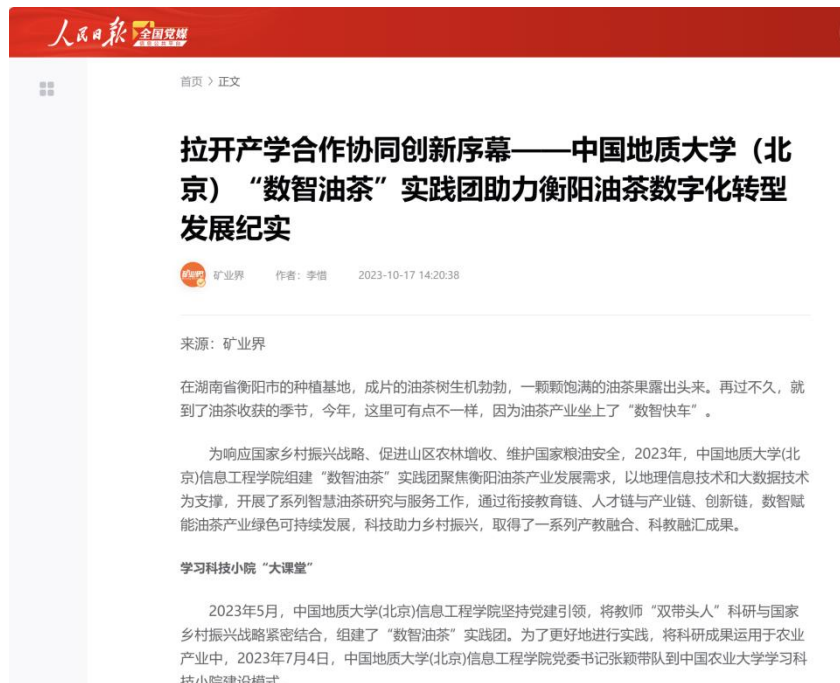 人民日报 全国党媒
首页 > 正文
拉开产学合作协同创新序幕——中国地质大学（北
京）“数智油茶”实践团助力衡阳油茶数字化转型
发展纪实
矿业界 作者：李惜 2023-10-17 14:20:38
来源：矿业界
在湖南省衡阳市的种植基地，成片的油茶树生机勃勃，一颗颗饱满的油茶果露出头来。再过不久，就
到了油茶收获的季节，今年，这里可有点不一样，因为油茶产业坐上了“数智快车”。
为响应国家乡村振兴战略、促进山区农林增收、维护国家粮油安全，2023年，中国地质大学(北
京)信息工程学院组建“数智油茶”实践团聚焦衡阳油茶产业发展需求，以地理信息技术和大数据技术
为支撑，开展了系列智慧油茶研究与服务工作，通过衔接教育链、人才链与产业链、创新链，数智赋
能油茶产业绿色可持续发展，科技助力乡村振兴，取得了一系列产教融合、科教融汇成果。
学习科技小院“大课堂”
2023年5月，中国地质大学(北京)信息工程学院坚持党建引领，将教师“双带头人”科研与国家
乡村振兴战略紧密结合，组建了“数智油茶”实践团。为了更好地进行实践，将科研成果运用于农业
产业中，2023年7月4日，中国地质大学(北京)信息工程学院党委书记张颖带队到中国农业大学学习科
技小院建设模式